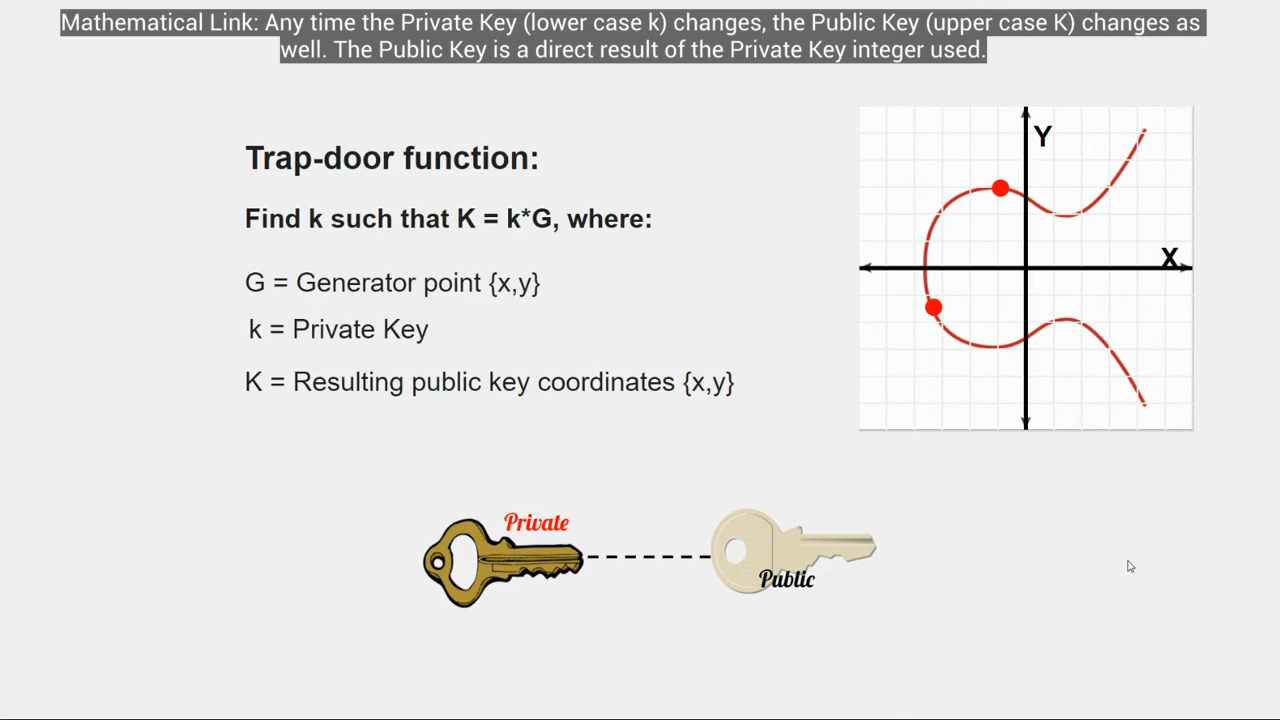 Mathematical Link: Any time the Private Key (lower case k) changes, the Public Key (upper case K) changes as
well. The Public Key is a direct result of the Private Key integer used.
Trap-door function:
Find k such that K = k*G, where:
G = Generator point {x,y}
k = Private Key
K = Resulting public key coordinates {x,y}
Y
X
Private
Public